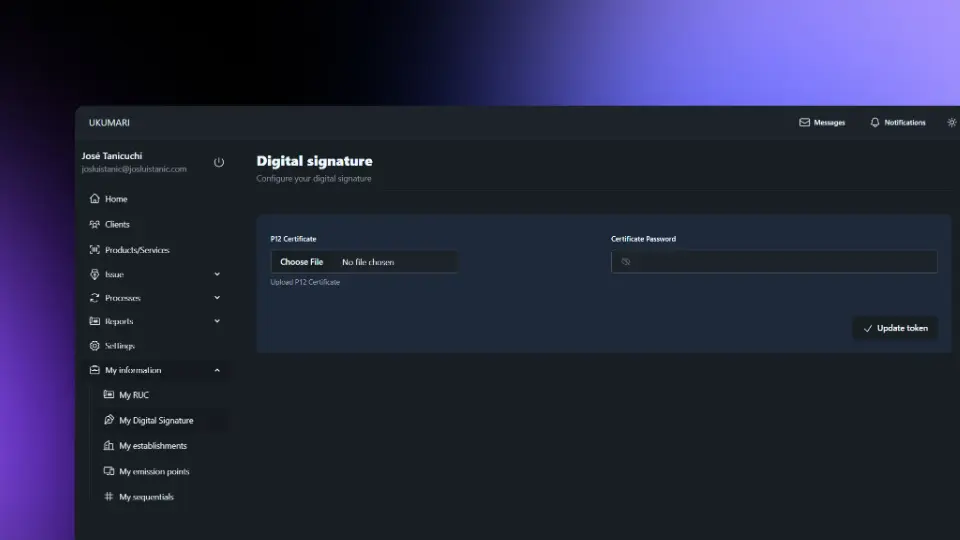 UKUMARI
Messages
Notifications
José Tanicuchi
josluistanic@josluistanic.com
Home
Clients
Products/Services
Issue
Processes
Reports
Settings
My information
My RUC
My Digital Signature
My establishments
My emission points
My sequentials
Digital signature
Configure your digital signature
P12 Certificate
Choose File No file chosen
Upload P12 Certificate
Certificate Password
Update token